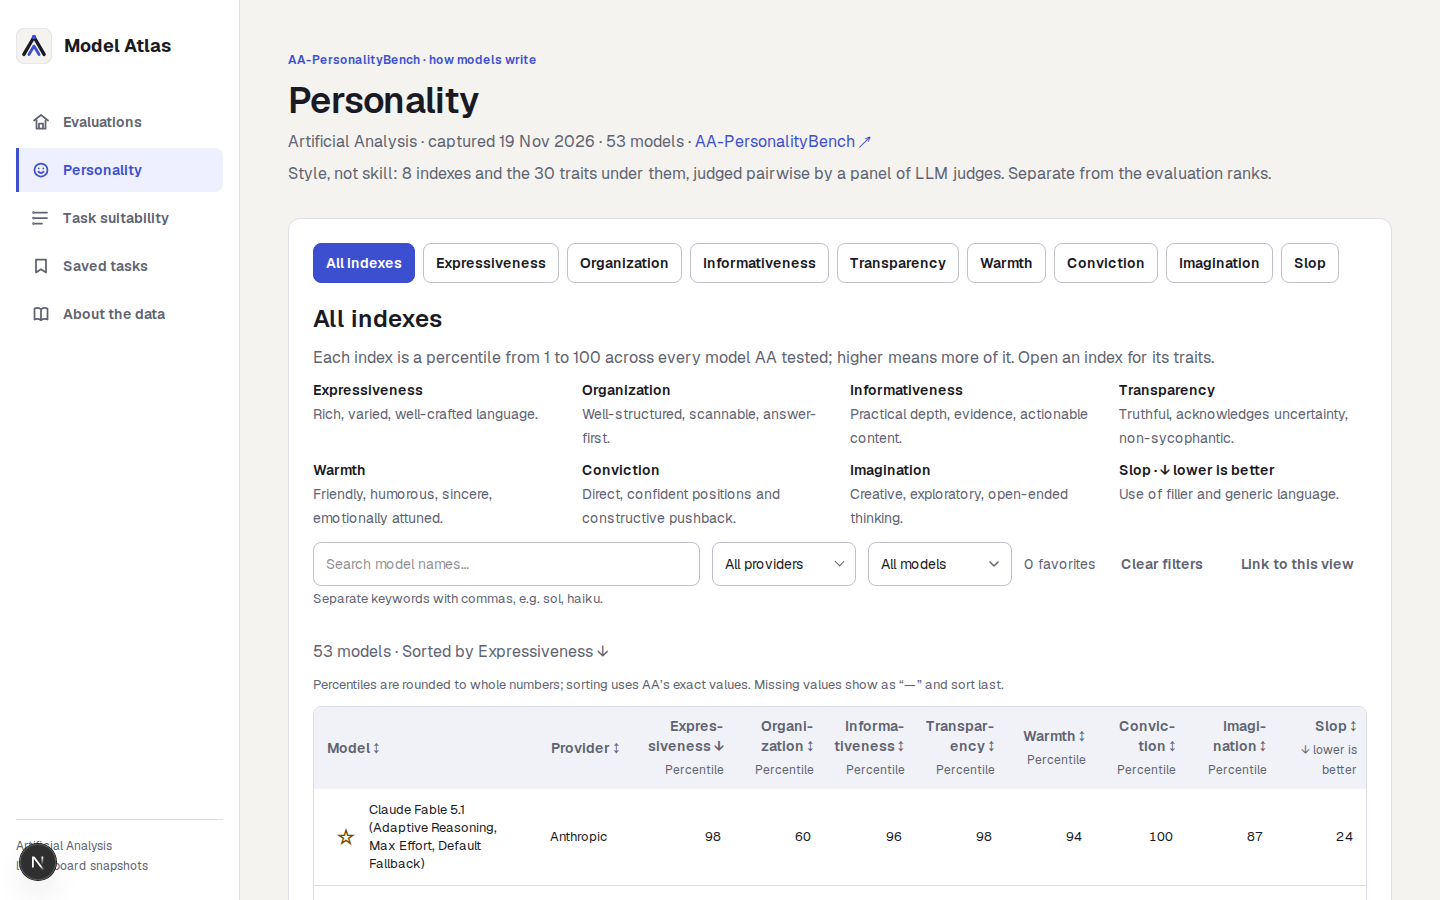 Model Atlas
Evaluations
Personality
Task suitability
Saved tasks
About the data
Artificial Analysis
board snapshots
N
AA-PersonalityBench · how models write
Personality
Artificial Analysis · captured 19 Nov 2026 · 53 models · AA-PersonalityBench ↗
Style, not skill: 8 indexes and the 30 traits under them, judged pairwise by a panel of LLM judges. Separate from the evaluation ranks.
All indexes Expressiveness Organization Informativeness Transparency Warmth Conviction Imagination Slop
All indexes
Each index is a percentile from 1 to 100 across every model AA tested; higher means more of it. Open an index for its traits.
Expressiveness
Rich, varied, well-crafted language.
Organization
Well-structured, scannable, answer-
first.
Informativeness
Practical depth, evidence, actionable
content.
Transparency
Truthful, acknowledges uncertainty,
non-sycophantic.
Warmth
Friendly, humorous, sincere,
emotionally attuned.
Conviction
Direct, confident positions and
constructive pushback.
Imagination
Creative, exploratory, open-ended
thinking.
Slop · ↓ lower is better
Use of filler and generic language.
Search model names... All providers All models 0 favorites Clear filters Link to this view
Separate keywords with commas, e.g. sol, haiku.
53 models · Sorted by Expressiveness ↓
Percentiles are rounded to whole numbers; sorting uses AA's exact values. Missing values show as “—” and sort last.
Model ↕
Provider ↕
Expres-
siveness ↓
Percentile
Organi-
zation ↕
Percentile
Informa-
tiveness ↕
Percentile
Transpar-
ency ↕
Percentile
Warmth ↕
Percentile
Convic-
tion ↕
Percentile
Imagi-
nation ↕
Percentile
Slop ↕
↓ lower is
better
Claude Fable 5.1
(Adaptive Reasoning,
Max Effort, Default
Fallback)
Anthropic 98 60 96 98 94 100 87 24